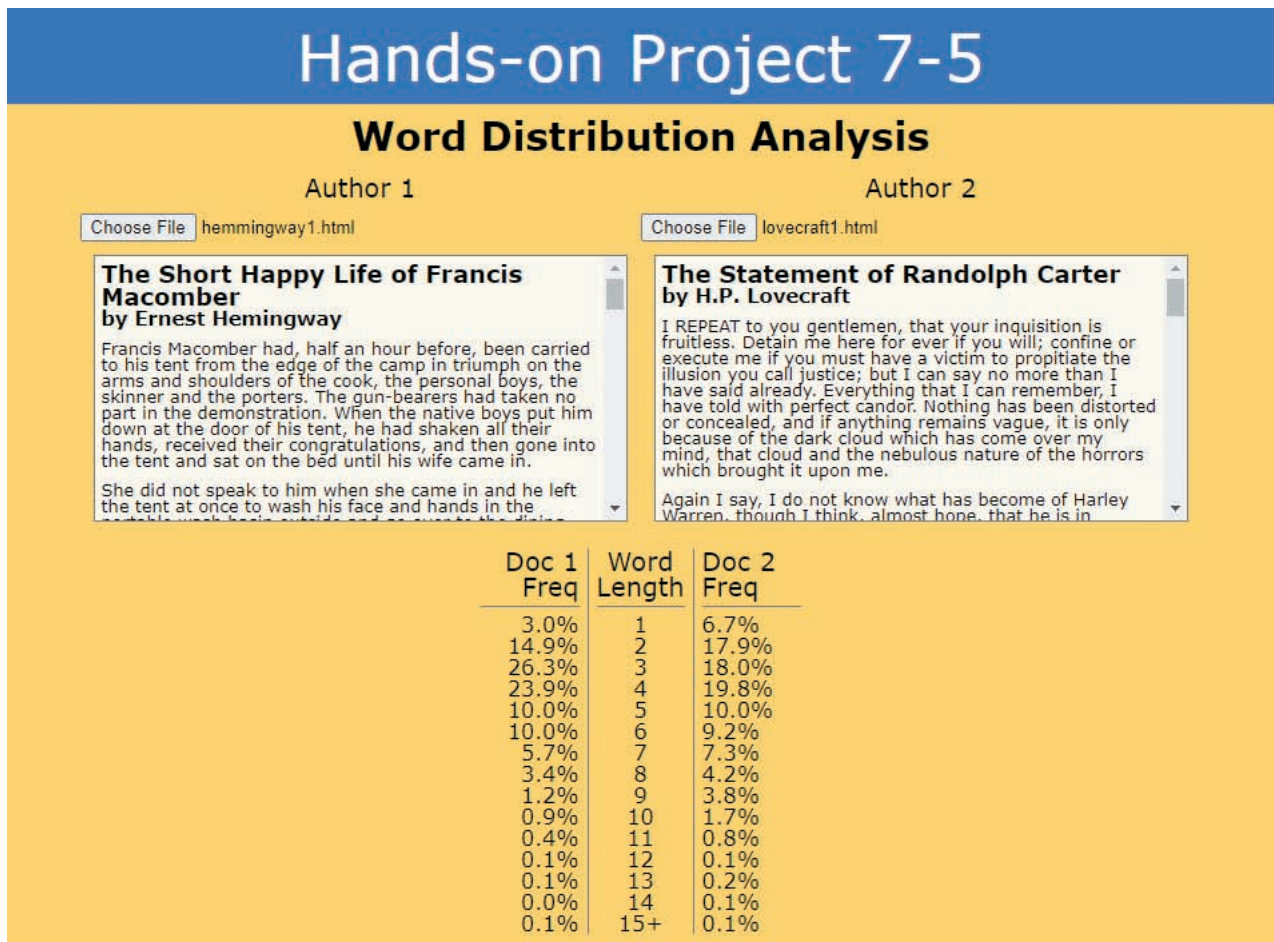 Hands-on Project 7-5
Word Distribution Analysis
Author 1
Choose File hemmingway1.html
The Short Happy Life of Francis
Macomber
by Ernest Hemingway
Francis Macomber had, half an hour before, been carried
to his tent from the edge of the camp in triumph on the
arms and shoulders of the cook, the personal boys, the
skinner and the porters. The gun-bearers had taken no
part in the demonstration. When the native boys put him
down at the door of his tent, he had shaken all their
hands, received their congratulations, and then gone into
the tent and sat on the bed until his wife came in.
She did not speak to him when she came in and he left
the tent at once to wash his face and hands in the
portable wash basin outside and go over to the dining
Author 2
Choose File lovecraft1.html
The Statement of Randolph Carter
by H.P. Lovecraft
I REPEAT to you gentlemen, that your inquisition is
fruitless. Detain me here for ever if you will; confine or
execute me if you must have a victim to propitiate the
illusion you call justice; but I can say no more than I
have said already. Everything that I can remember, I
have told with perfect candor. Nothing has been distorted
or concealed, and if anything remains vague, it is only
because of the dark cloud which has come over my
mind, that cloud and the nebulous nature of the horrors
which brought it upon me.
Again I say, I do not know what has become of Harley
Warren, though I think, almost hope, that he is in
Doc 1 Word Doc 2
Freq Length Freq
3.0% 1 6.7%
14.9% 2 17.9%
26.3% 3 18.0%
23.9% 4 19.8%
10.0% 5 10.0%
10.0% 6 9.2%
5.7% 7 7.3%
3.4% 8 4.2%
1.2% 9 3.8%
0.9% 10 1.7%
0.4% 11 0.8%
0.1% 12 0.1%
0.1% 13 0.2%
0.0% 14 0.1%
0.1% 15+ 0.1%